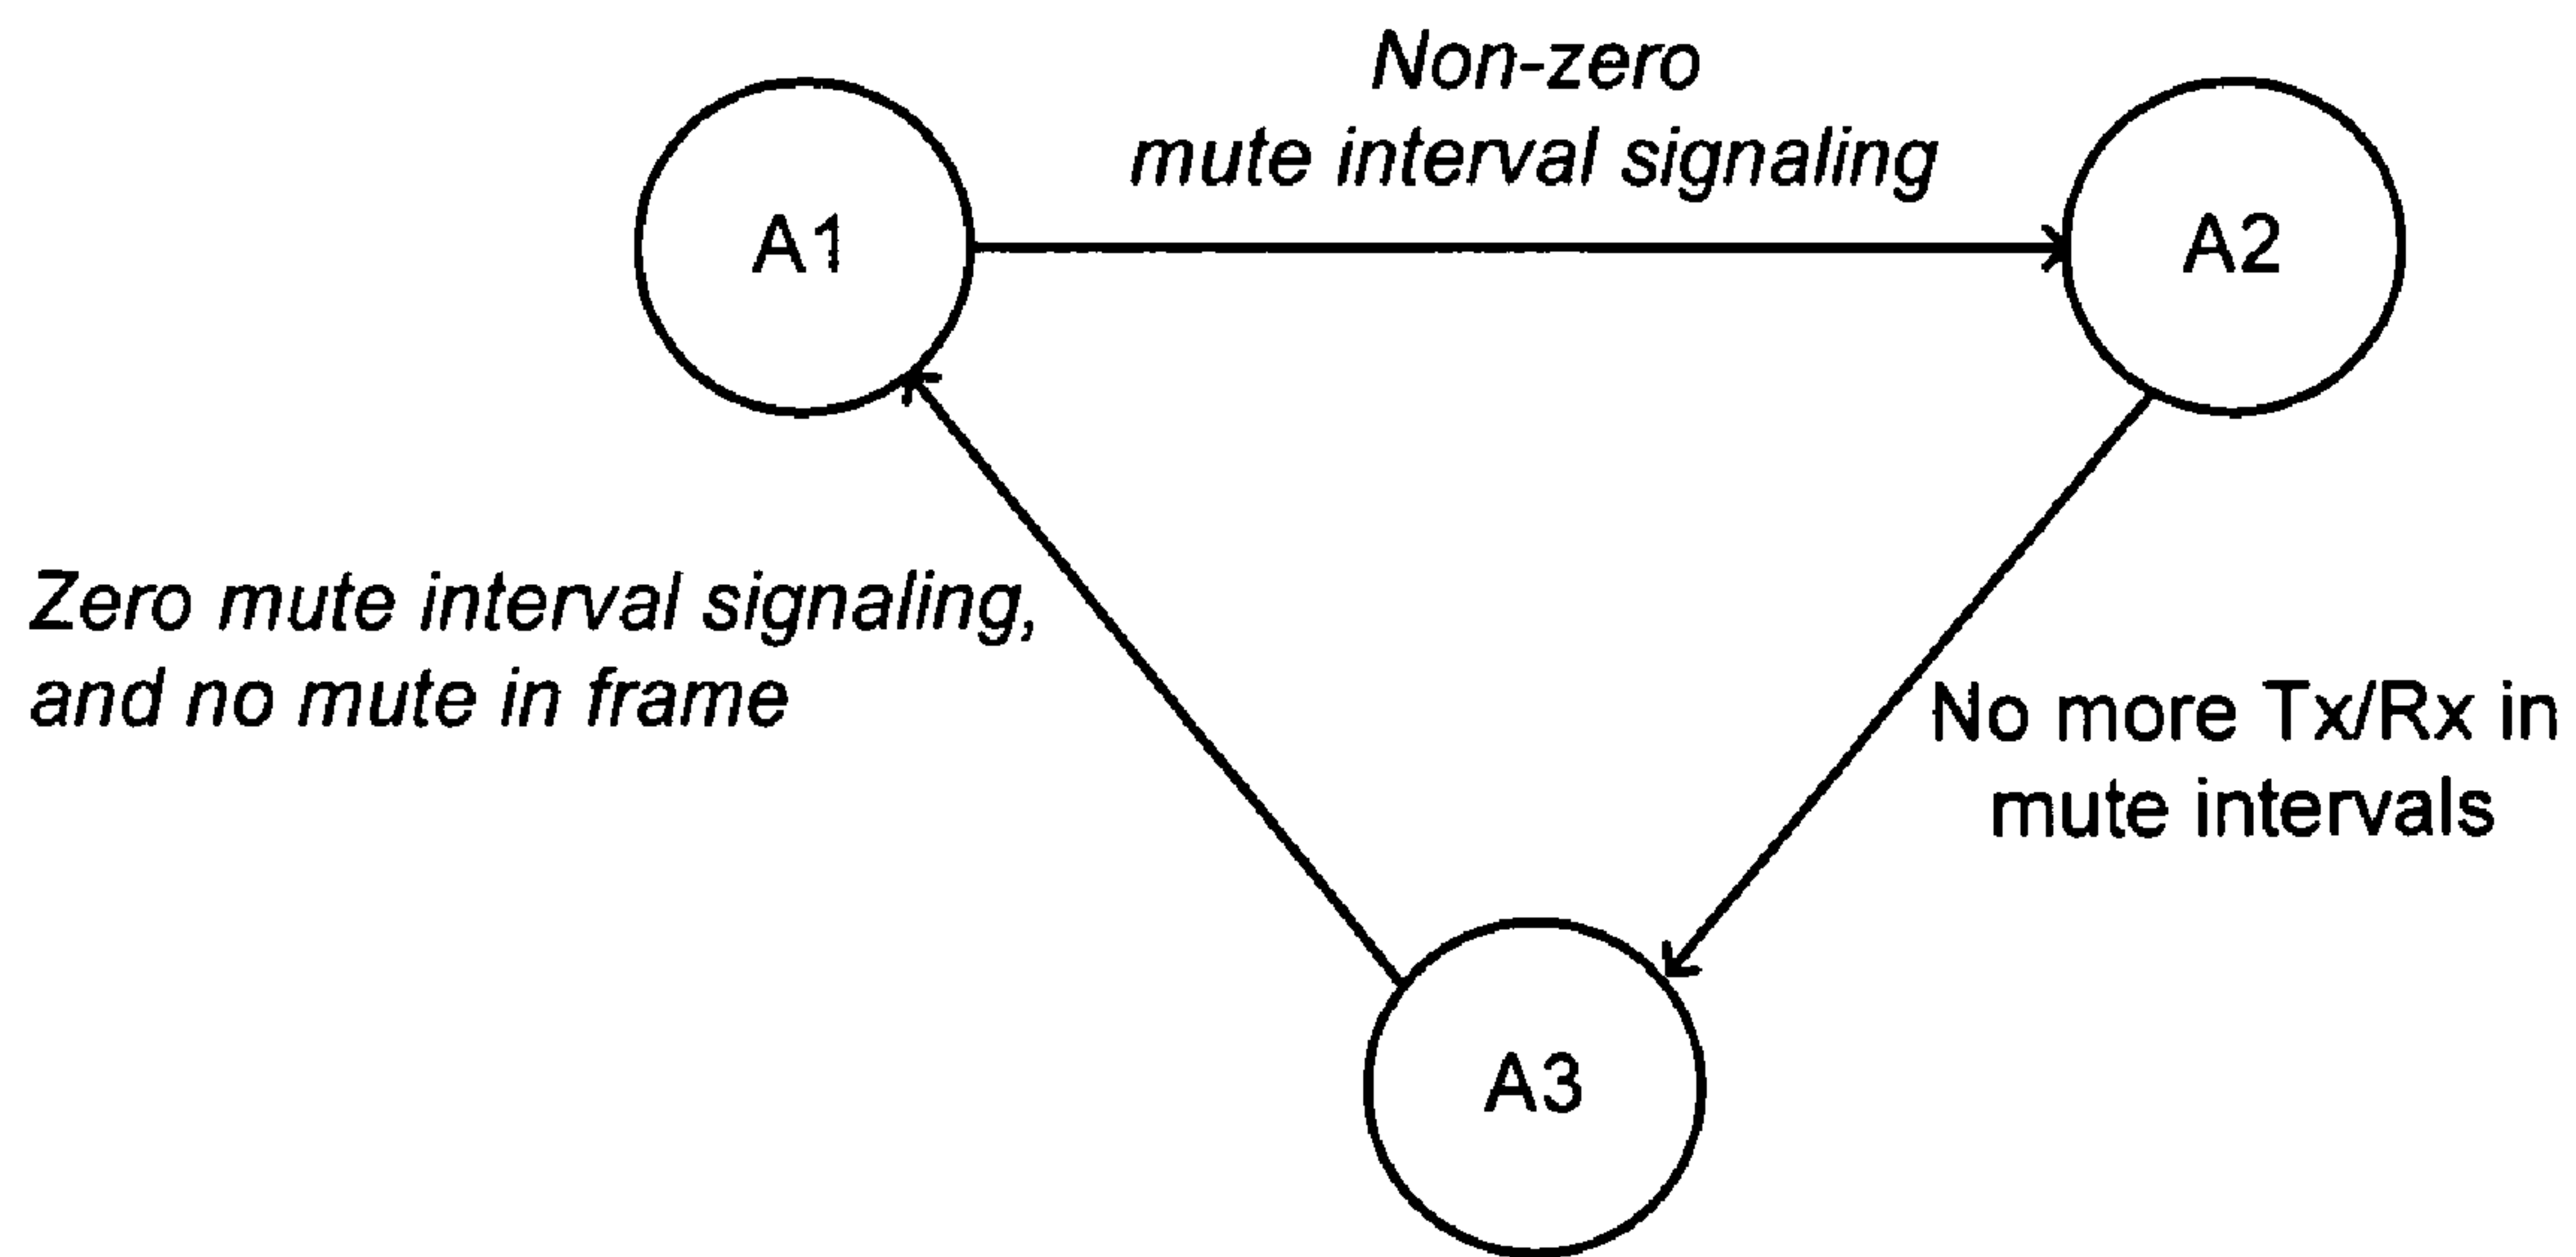 Non-zero
mute interval signaling
A1
A2
Zero mute interval signaling,
and no mute in frame
No more Tx/Rx in
mute intervals
A3